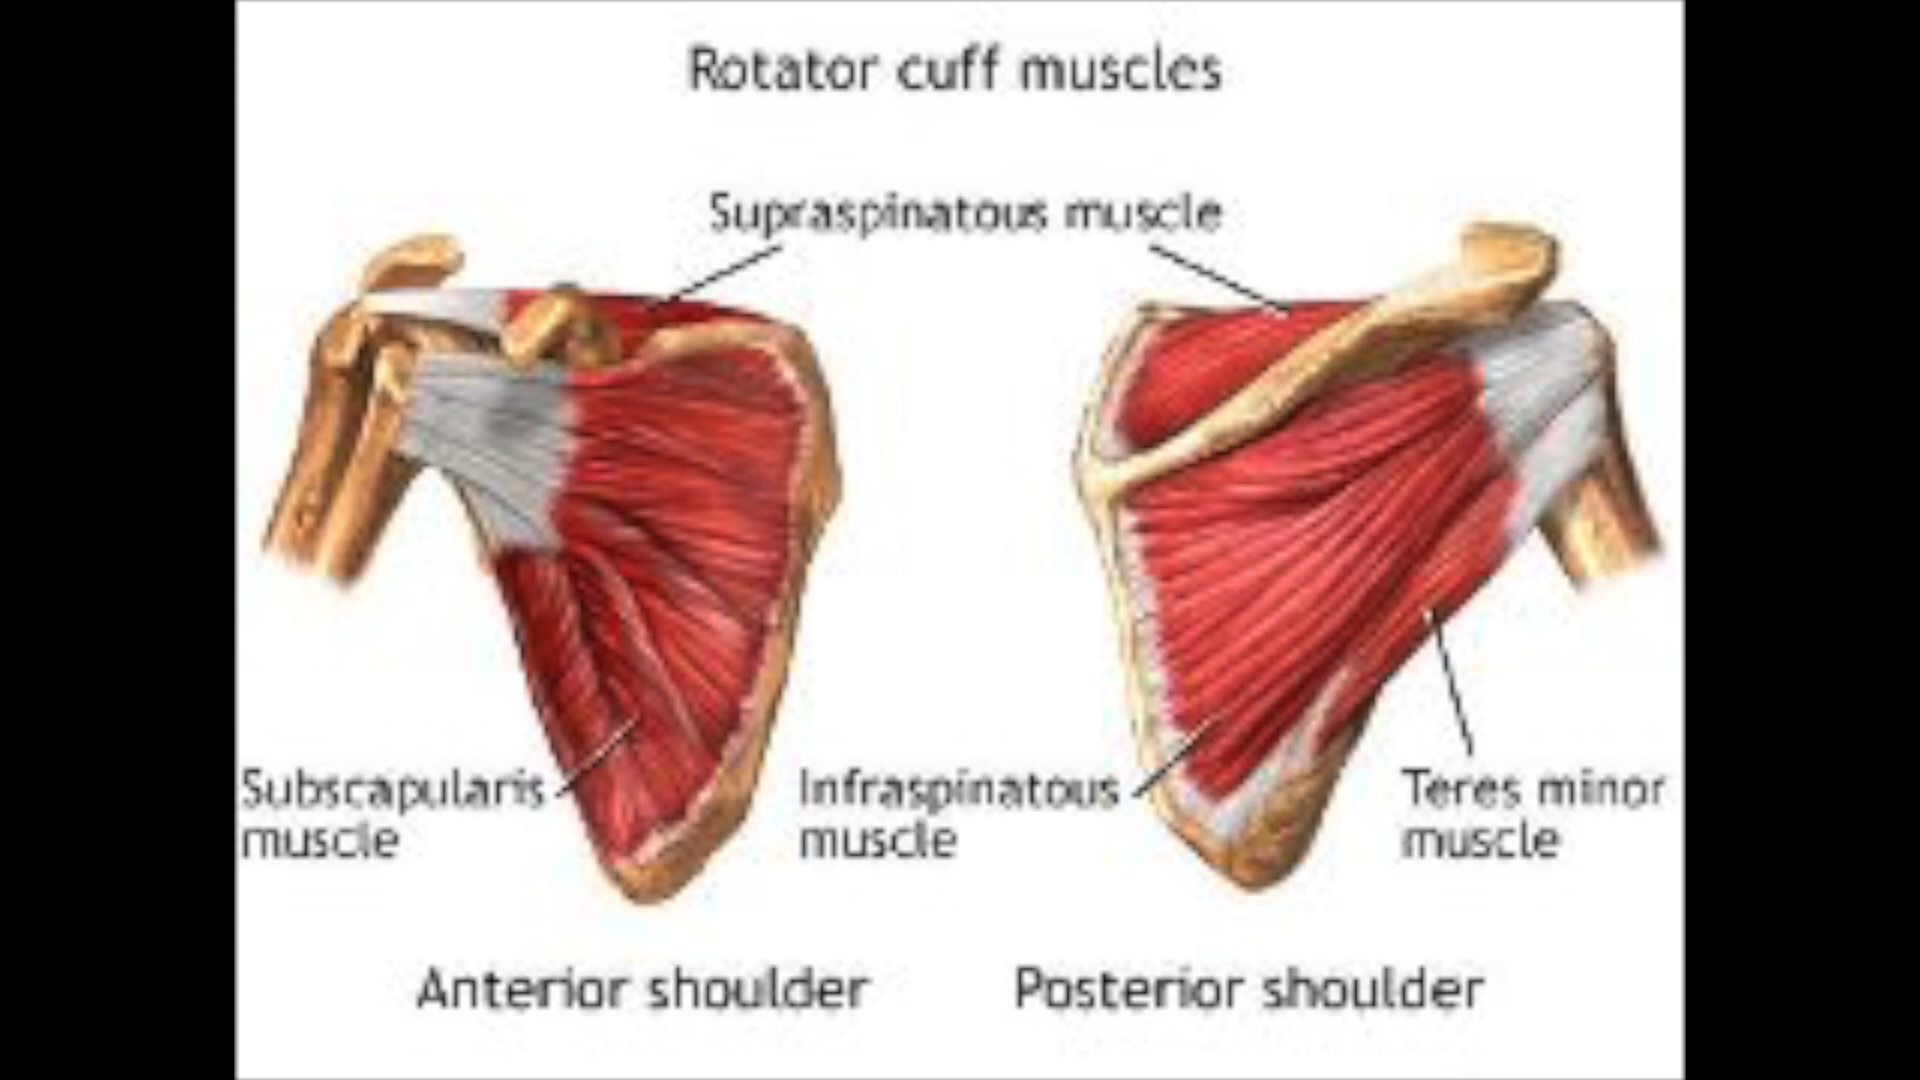 Rotator cuff muscles
Supraspinatous muscle
Subscapularis
muscle
Infraspinatous
muscle
Teres minor
muscle
Anterior shoulder
Posterior shoulder